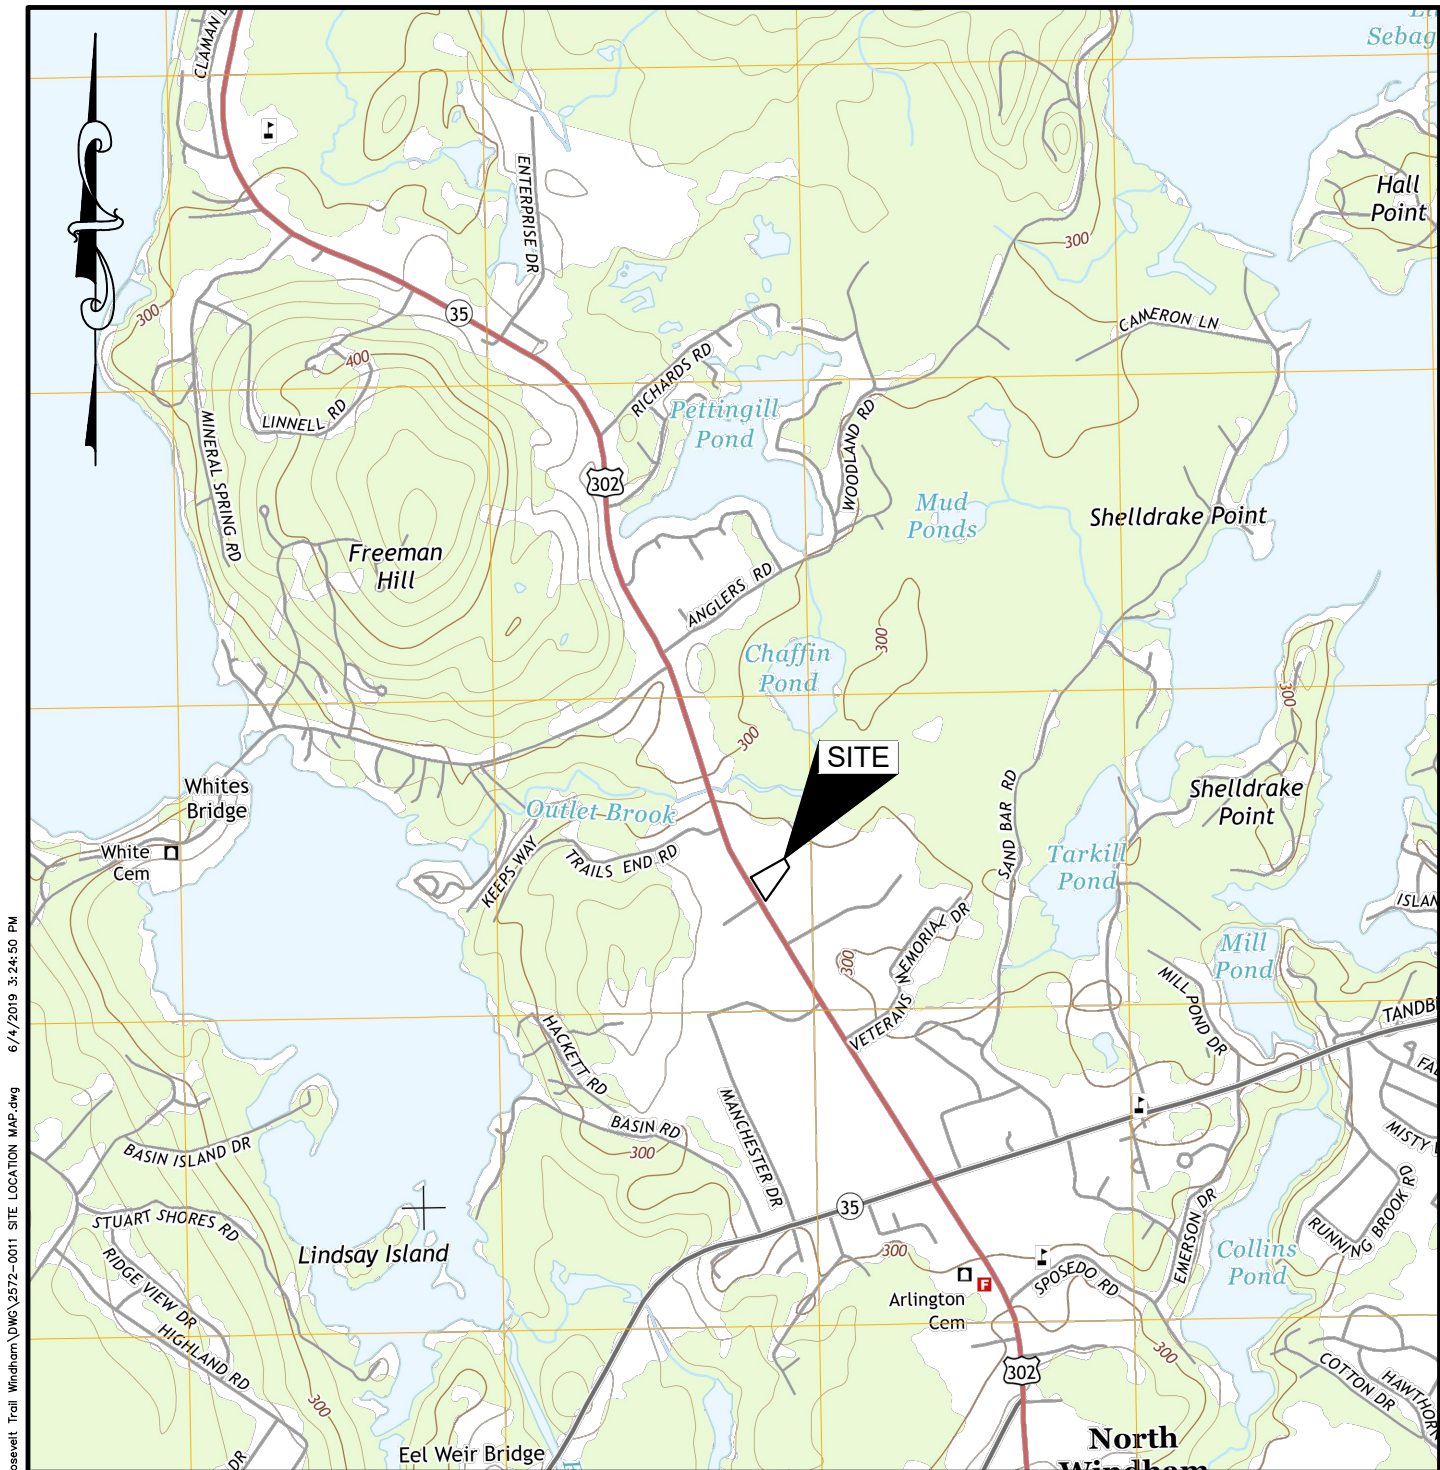 CLAMAN
Sebag
Hall
Point
ENTERPRISE DR
300
300
35
CAMERON LN
400
RICHARDS RD
LINNELL RD
Pettingill
Pond
MINERAL SPRING RD
WOODLAND RD
302
Mud
Ponds
Shelldrake Point
Freeman
Hill
ANGLERS RD
300
Chaffin
Pond
300
300
SITE
Whites
Bridge
Outlet Brook
SAND BAR RD
Shelldrake
Point
White
Cem
KEEPS WAY
TRAILS END RD
Tarkill
Pond
ISLAN
VETERANS MEMORIAL DR
300
Mill
Pond
MILL POND DR
TANDB
HACKETT RD
FAL
MANCHESTER DR
BASIN RD
300
BASIN ISLAND DR
MISTY
35
STUART SHORES RD
EMERSON DR
RUNNING BROOK RD
Lindsay Island
300
Collins
Pond
RIDGE VIEW DR
SPOSEDO RD
F
Arlington
Cem
HIGHLAND RD
300
302
COTTON DR
HAWTHORN
300
North
Windham
Eel Weir Bridge
DR
osevelt Trail Windham\DWG\2572-0011 SITE LOCATION MAP.dwg 6/4/2019 3:24:50 PM